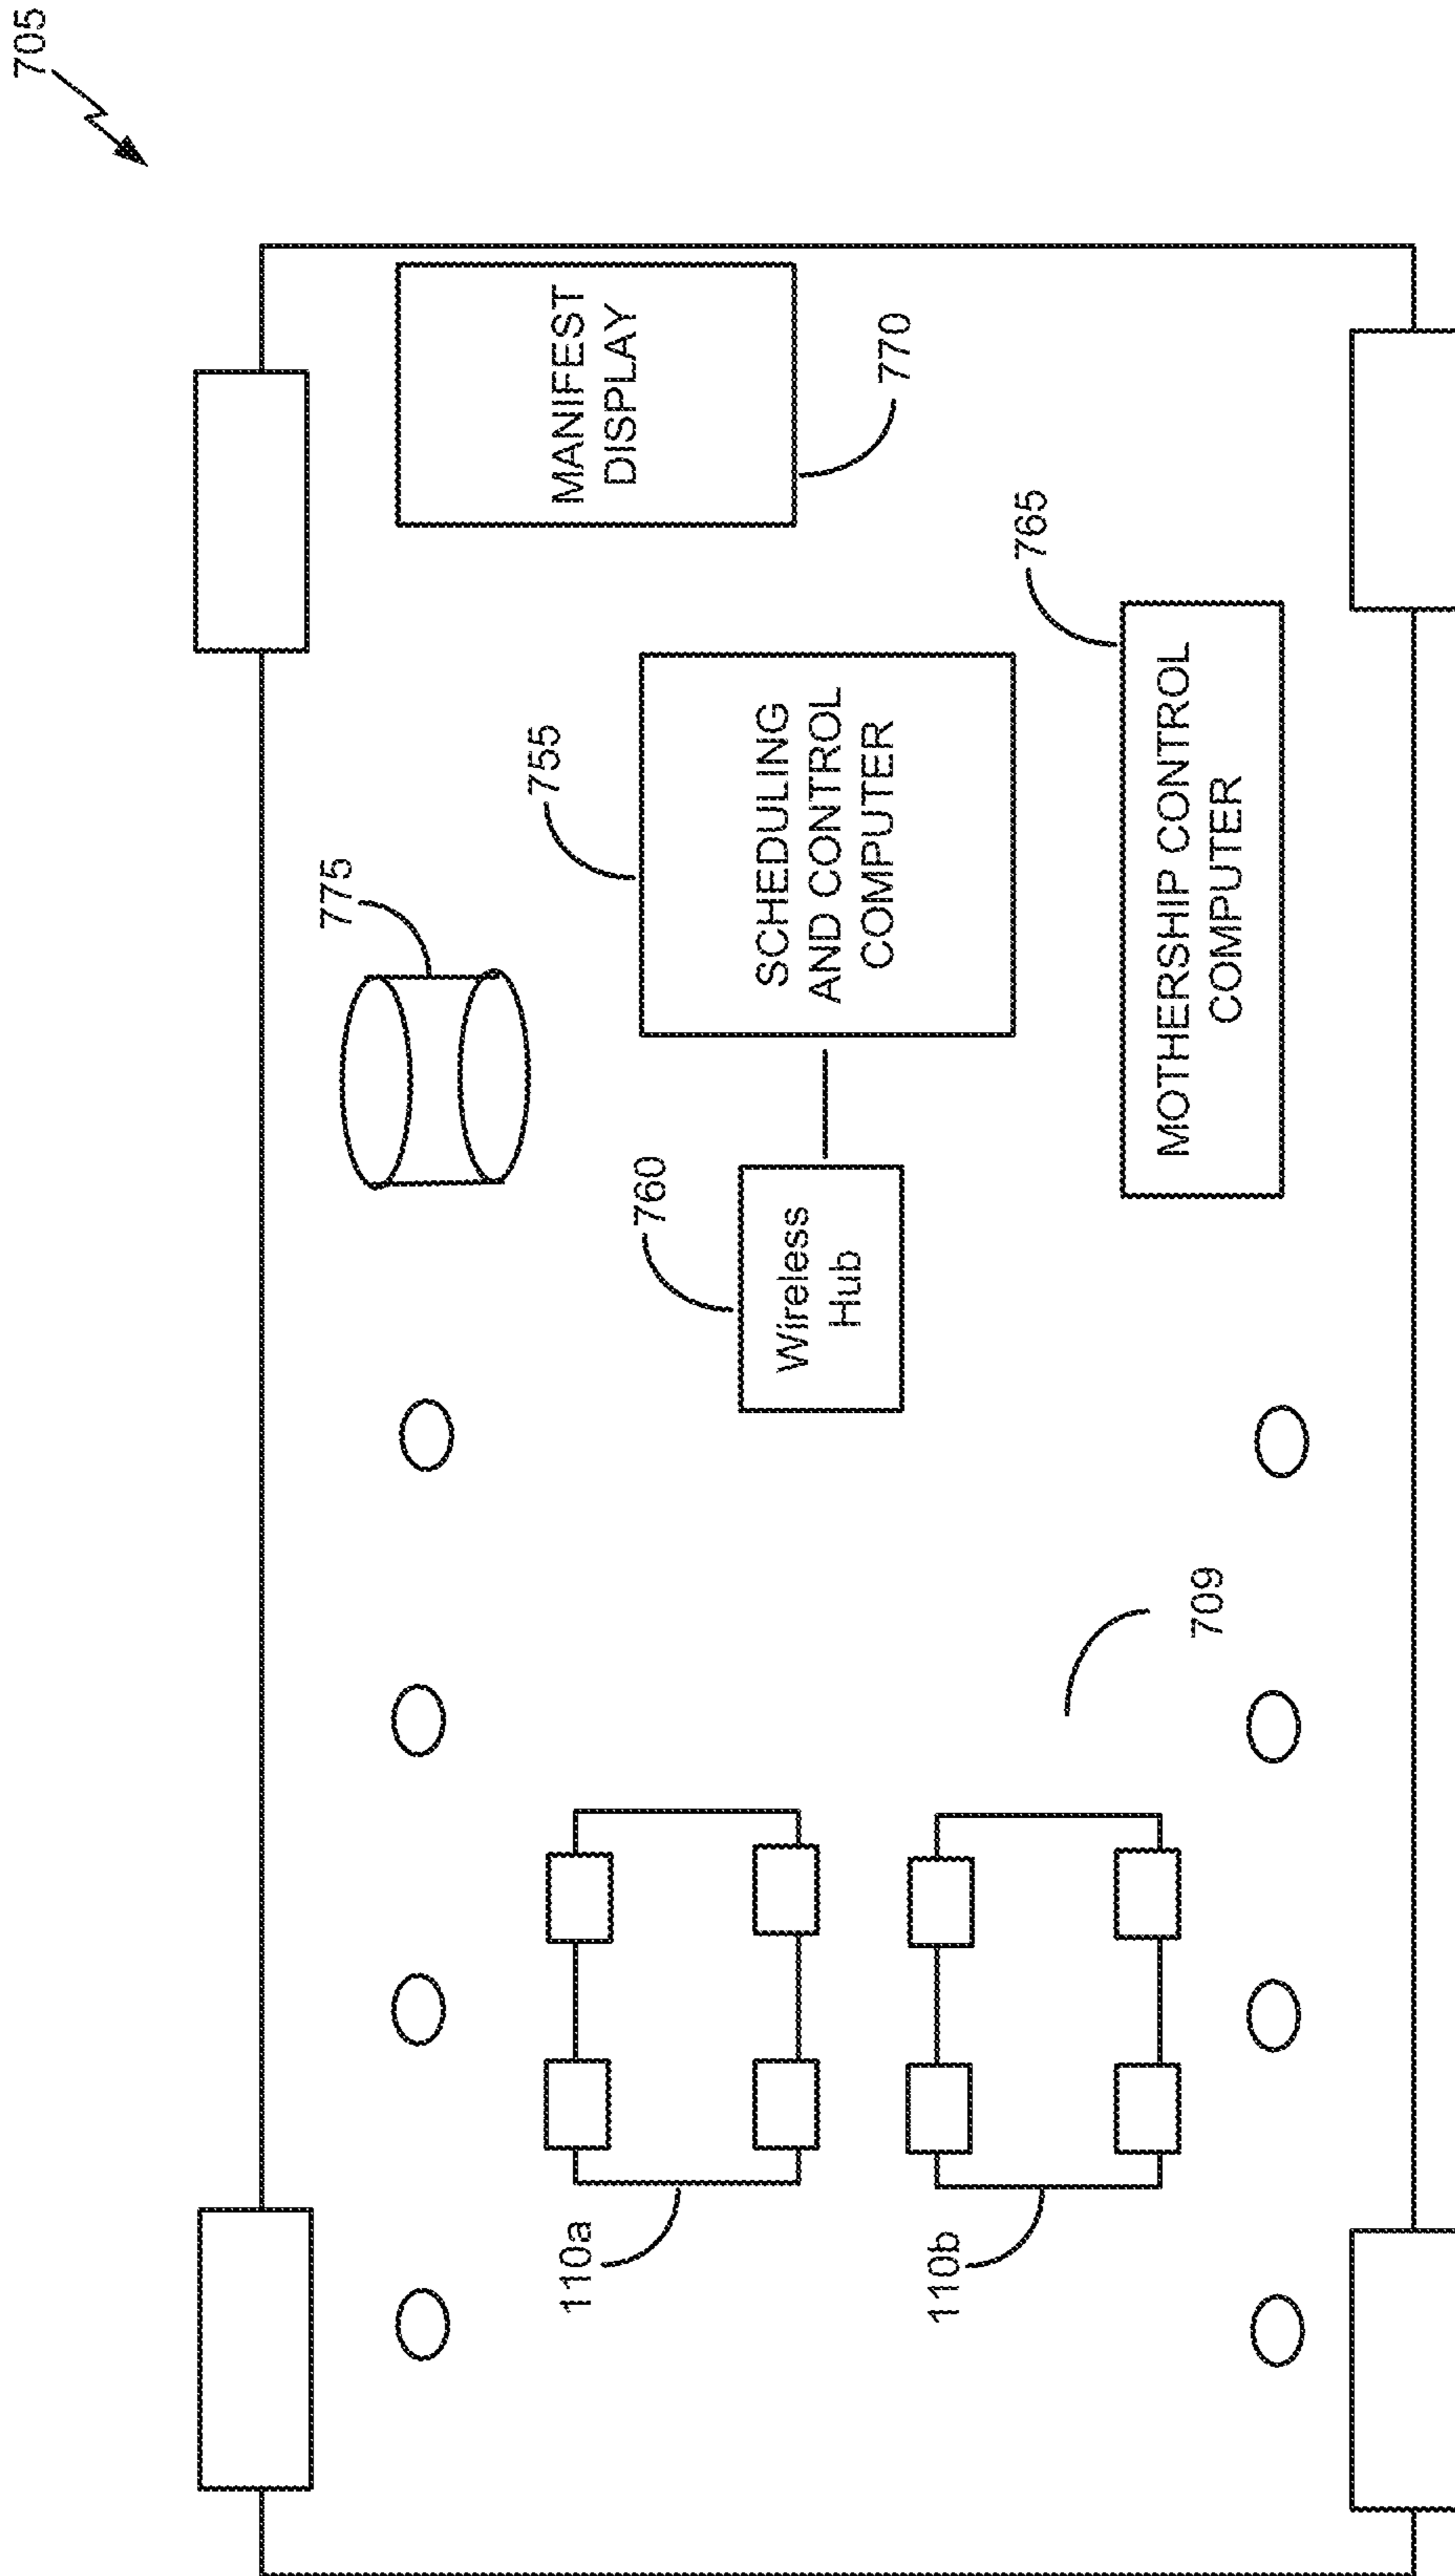 705
MANIFEST
DISPLAY
770
775
755
SCHEDULING
AND CONTROL
COMPUTER
765
MOTHERSHIP CONTROL
COMPUTER
760
Wireless
Hub
709
110a
110b